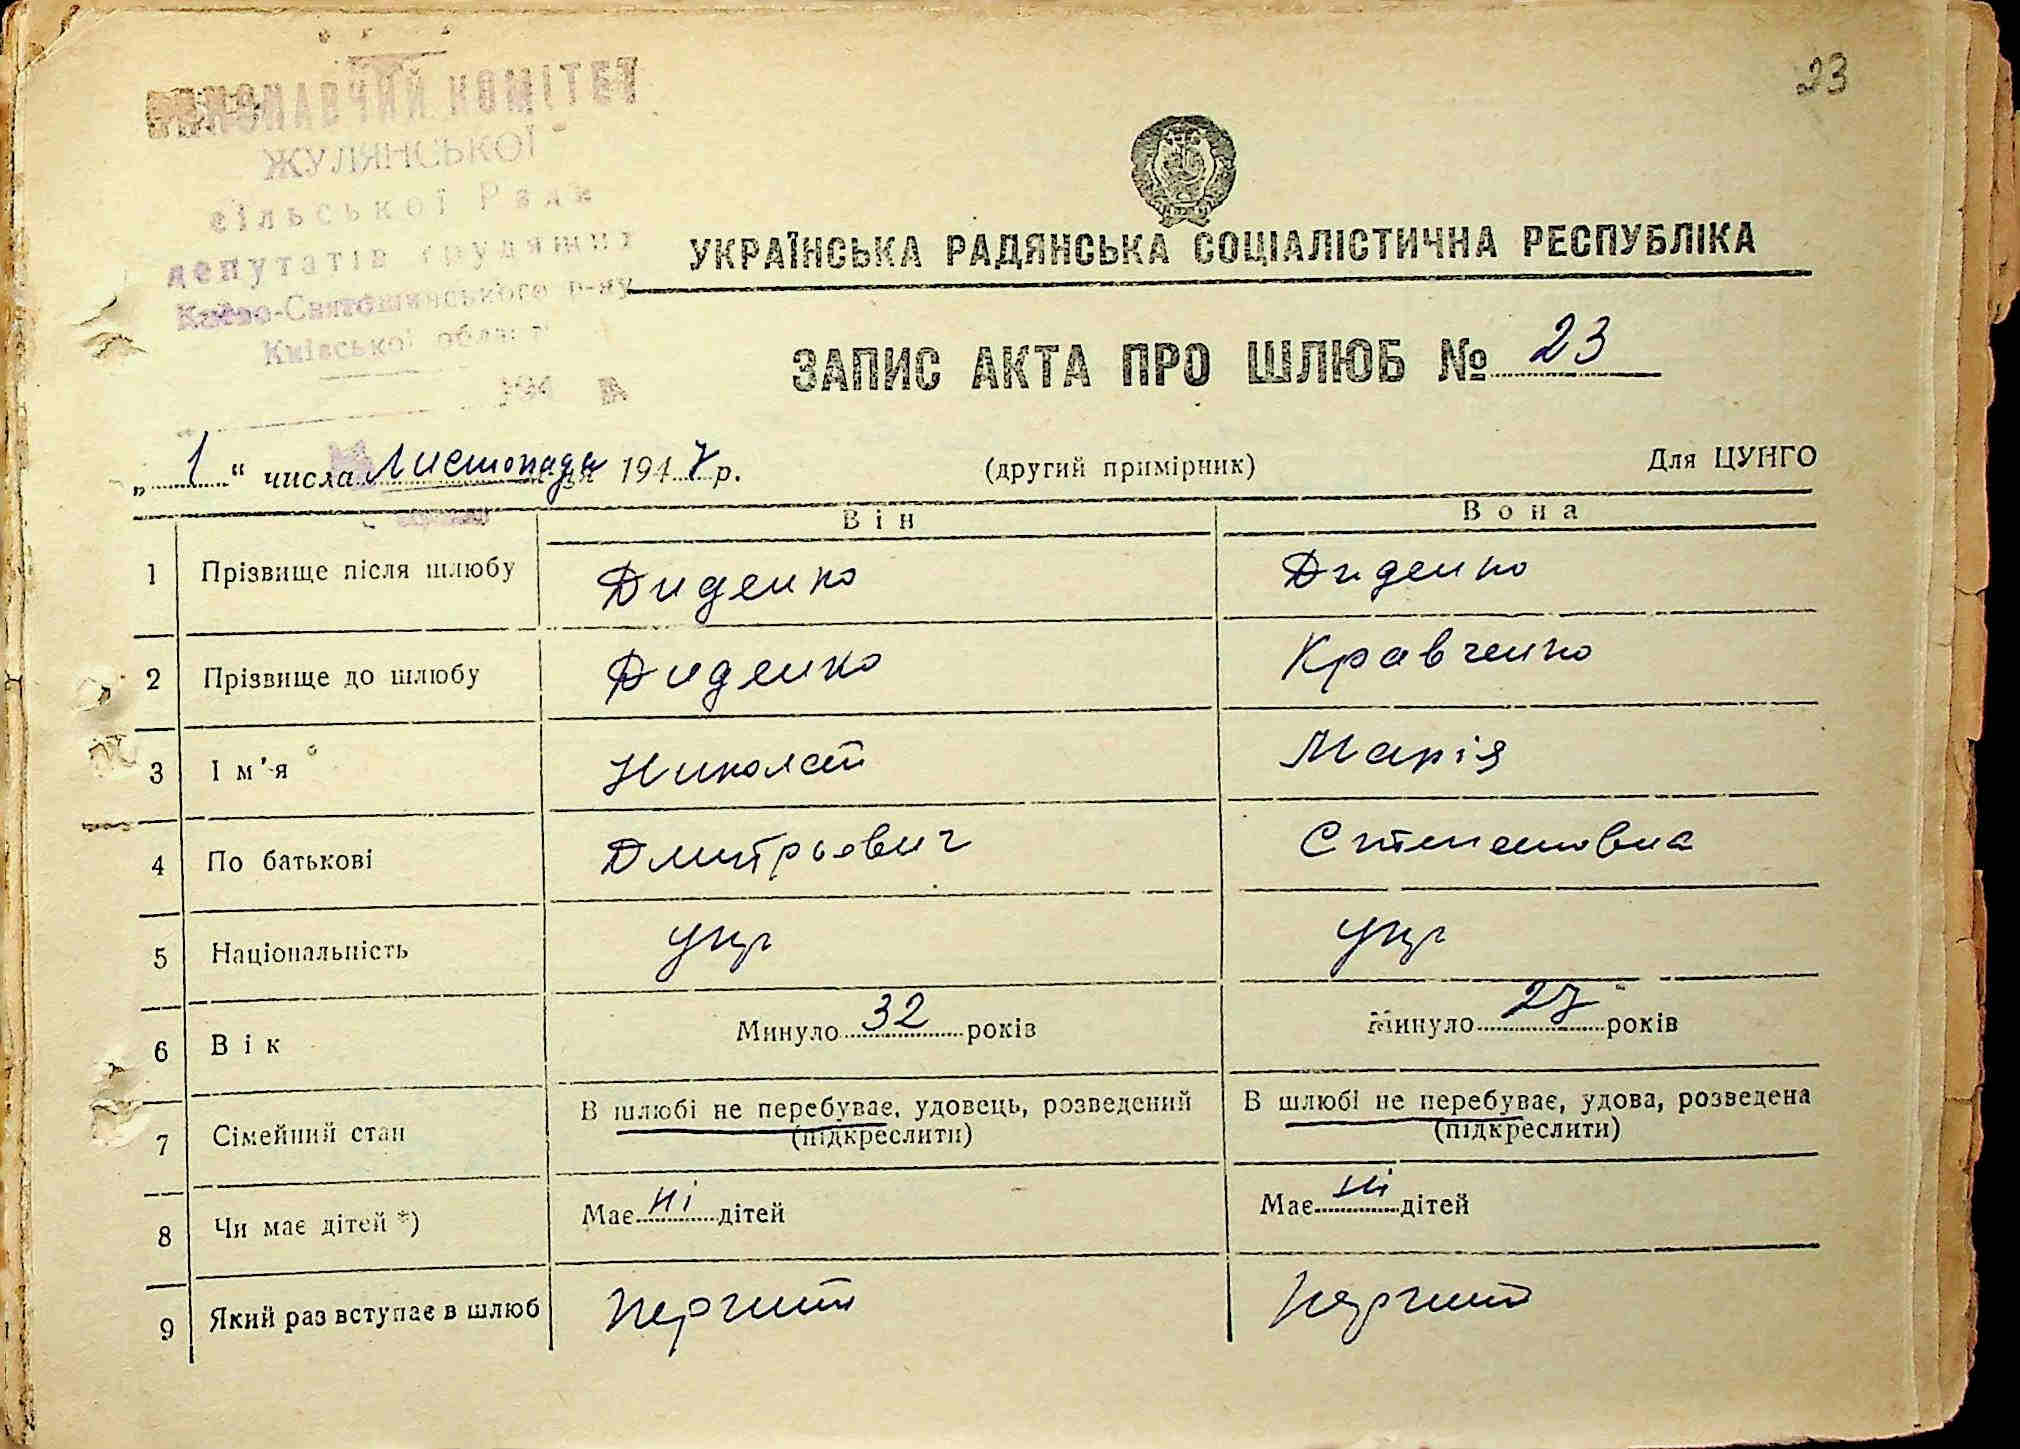 23
ВИКОНАВЧИЙ КОМІТЕТ
ЖУЛЯНСЬКОЇ
сільської Ради
депутатів трудящих
Києво-Святошинського р-ну
Київської області
194
УКРАЇНСЬКА РАДЯНСЬКА СОЦІАЛІСТИЧНА РЕСПУБЛІКА
ЗАПИС АКТА ПРО ШЛЮБ № 23
„ 1 “ числа Листопада 1947 р. (другий примірник) Для ЦУНГО
Він Вона
1 Прізвище після шлюбу Диденко Диденко
2 Прізвище до шлюбу Диденко Кравченко
3 Ім'я Николай Марія
4 По батькові Дмитрьевич Степановна
5 Національність укр укр
6 Вік Минуло 32 років Минуло 27 років
7 Сімейний стан В шлюбі не перебуває, удовець, розведений В шлюбі не перебуває, удова, розведена
(підкреслити) (підкреслити)
8 Чи має дітей *) Має ні дітей Має ні дітей
9 Який раз вступає в шлюб